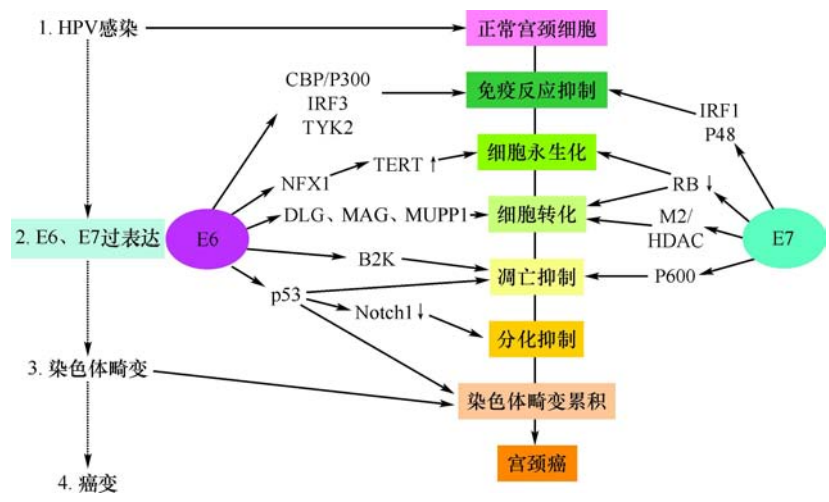 1. HPV感染
正常宫颈细胞
CBP/P300
IRF3
TYK2
免疫反应抑制
IRF1
P48
NFX1
TERT↑
细胞永生化
RB↓
2. E6、E7过表达
E6
DLG、MAG、MUPP1
细胞转化
M2/
HDAC
E7
B2K
凋亡抑制
P600
p53
Notch1↓
分化抑制
3. 染色体畸变
染色体畸变累积
4. 癌变
宫颈癌